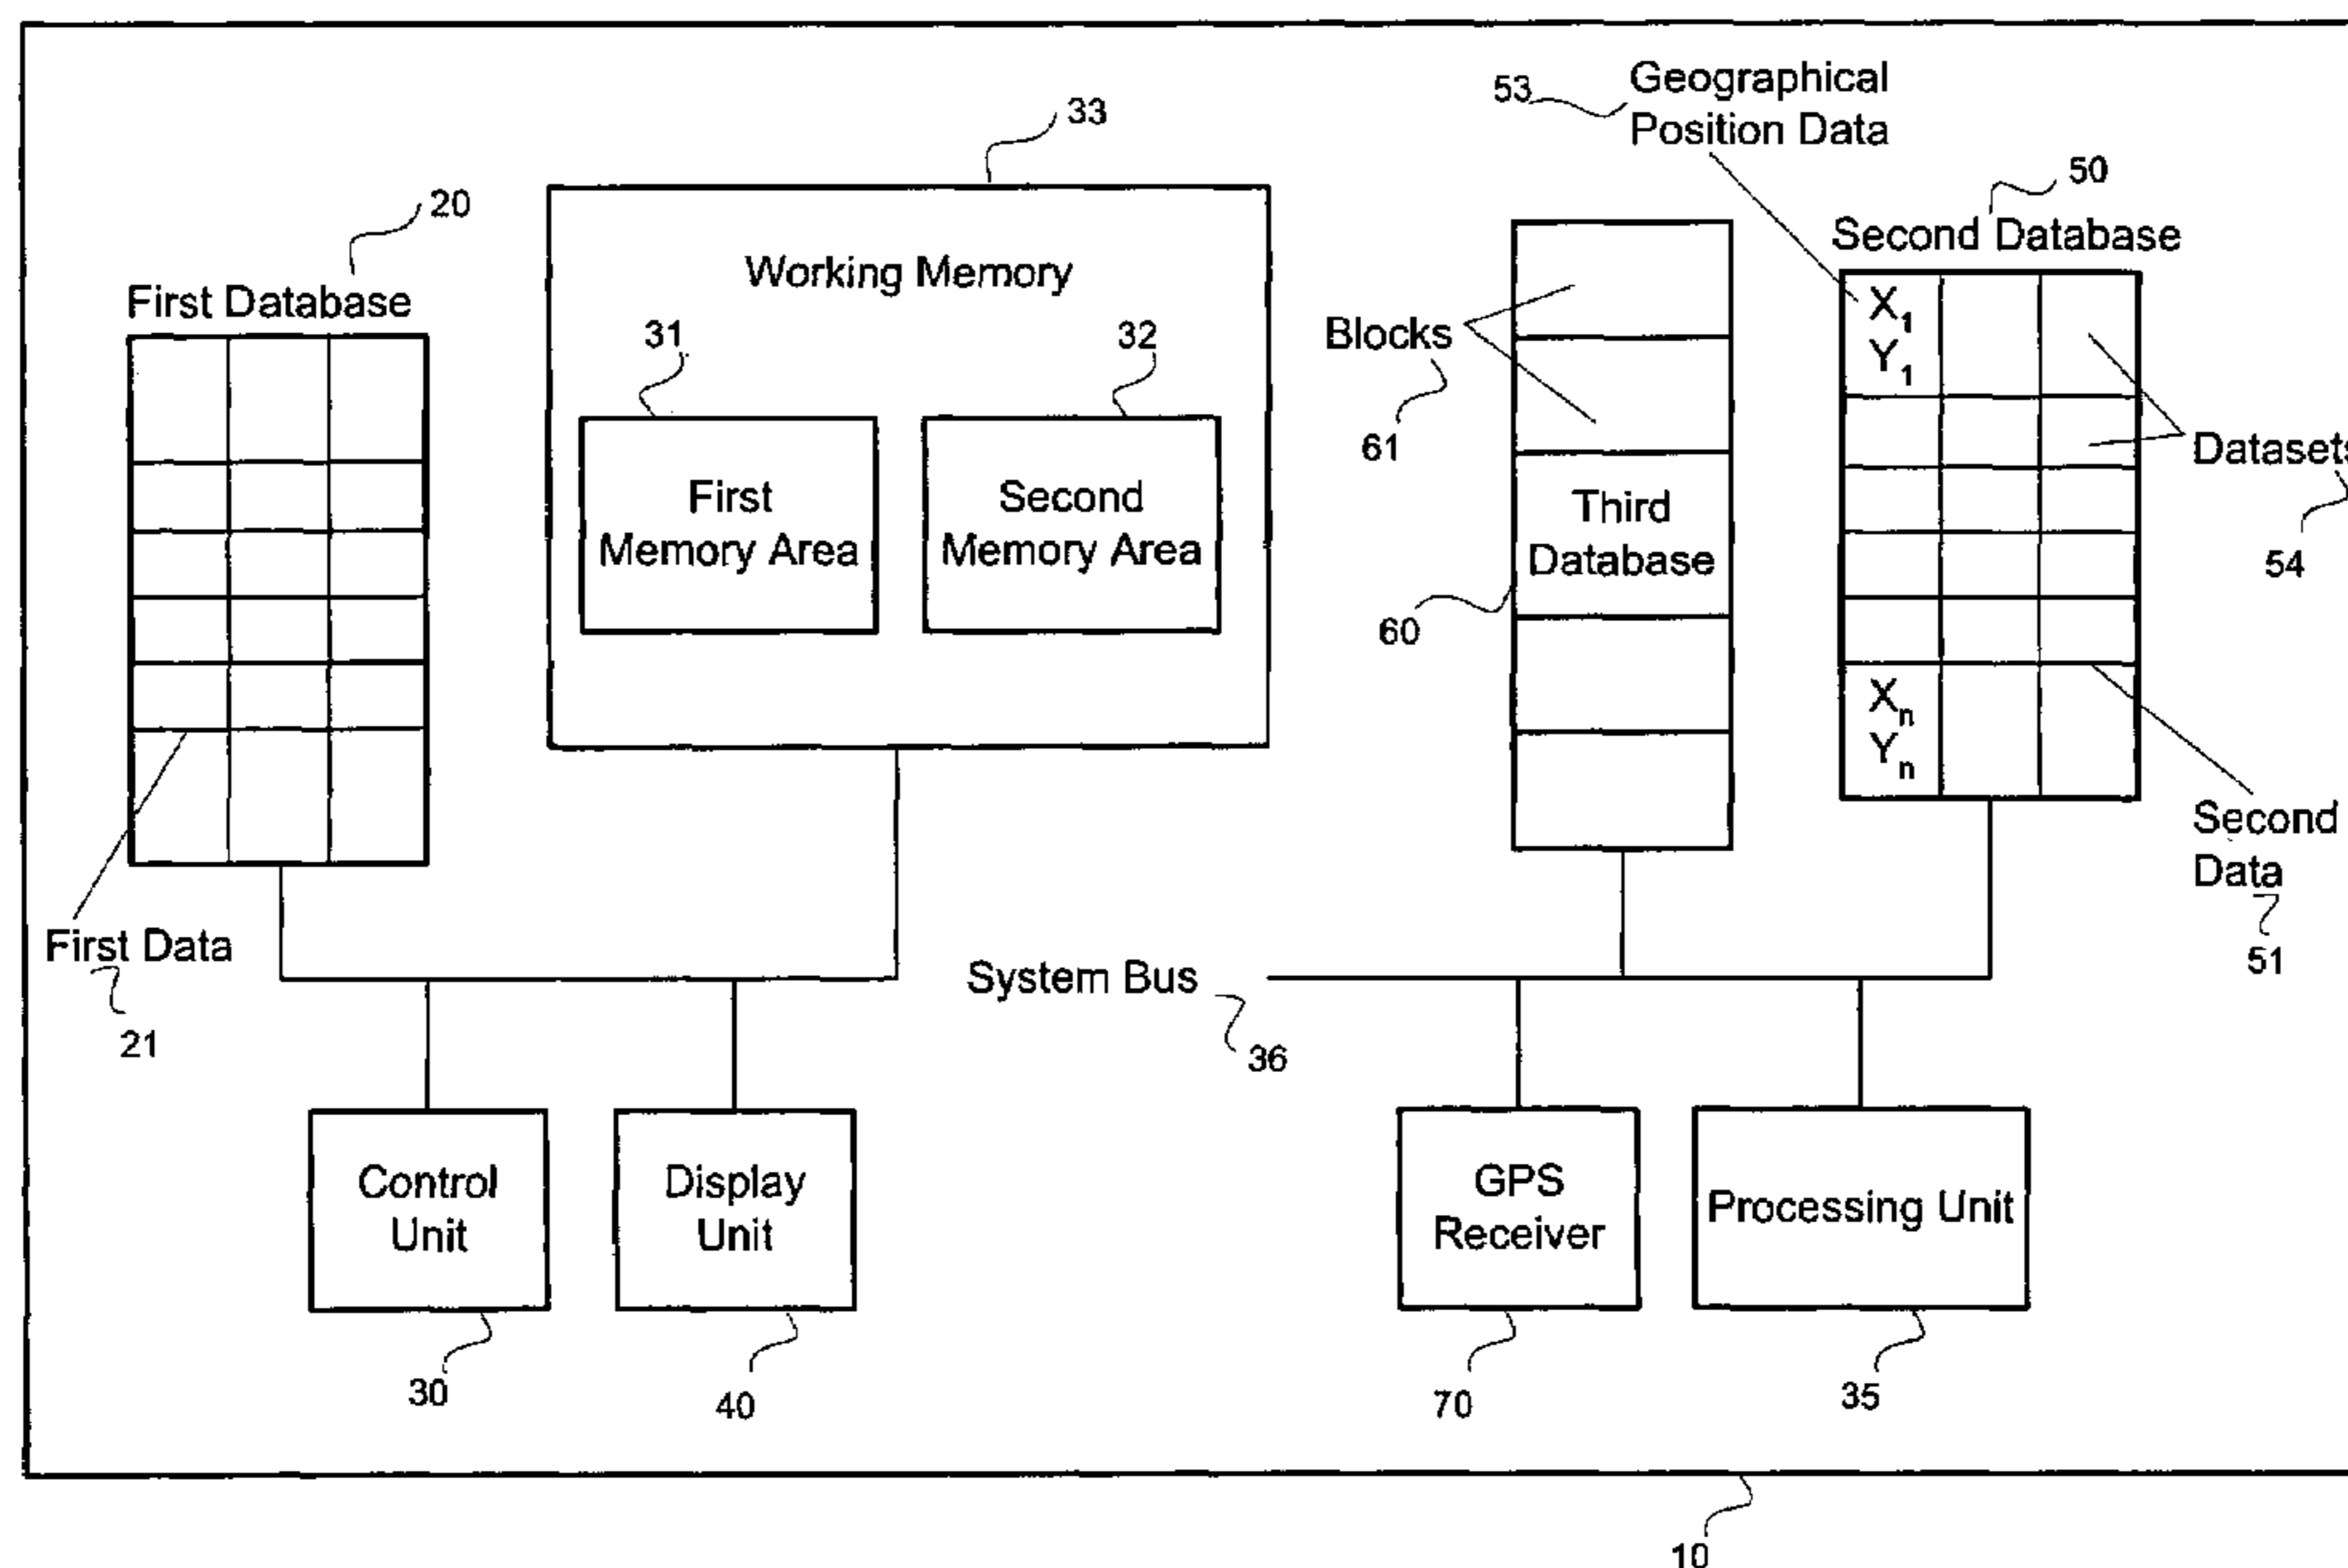 53
Geographical
Position Data
33
50
20
Second Database
Working Memory
First Database
X1
Y1
31
32
Blocks
61
Datasets
First
Memory Area
Second
Memory Area
Third
Database
54
60
Xn
Yn
Second
Data
51
First Data
21
System Bus
36
Control
Unit
Display
Unit
GPS
Receiver
Processing Unit
30
40
70
35
10